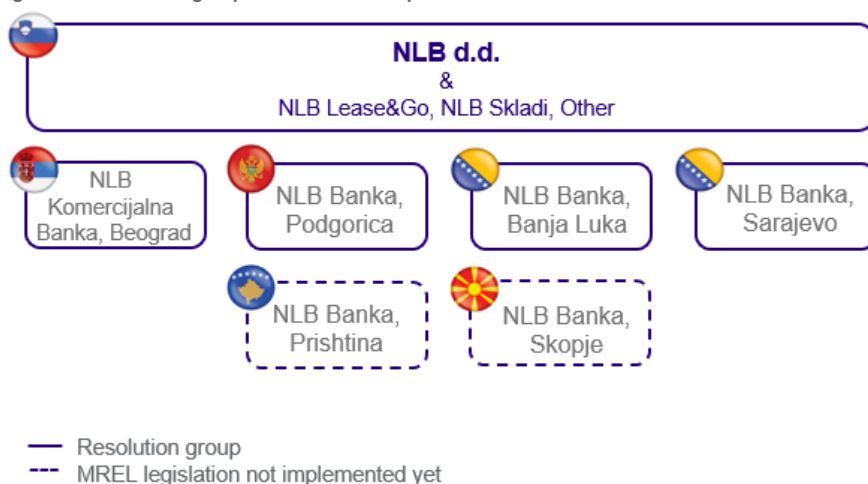 NLB d.d.
&
NLB Lease&Go, NLB Skladi, Other
NLB
Komercijalna
Banka, Beograd
NLB Banka,
Podgorica
NLB Banka,
Banja Luka
NLB Banka,
Sarajevo
NLB Banka,
Prishtina
NLB Banka,
Skopje
Resolution group
MREL legislation not implemented yet